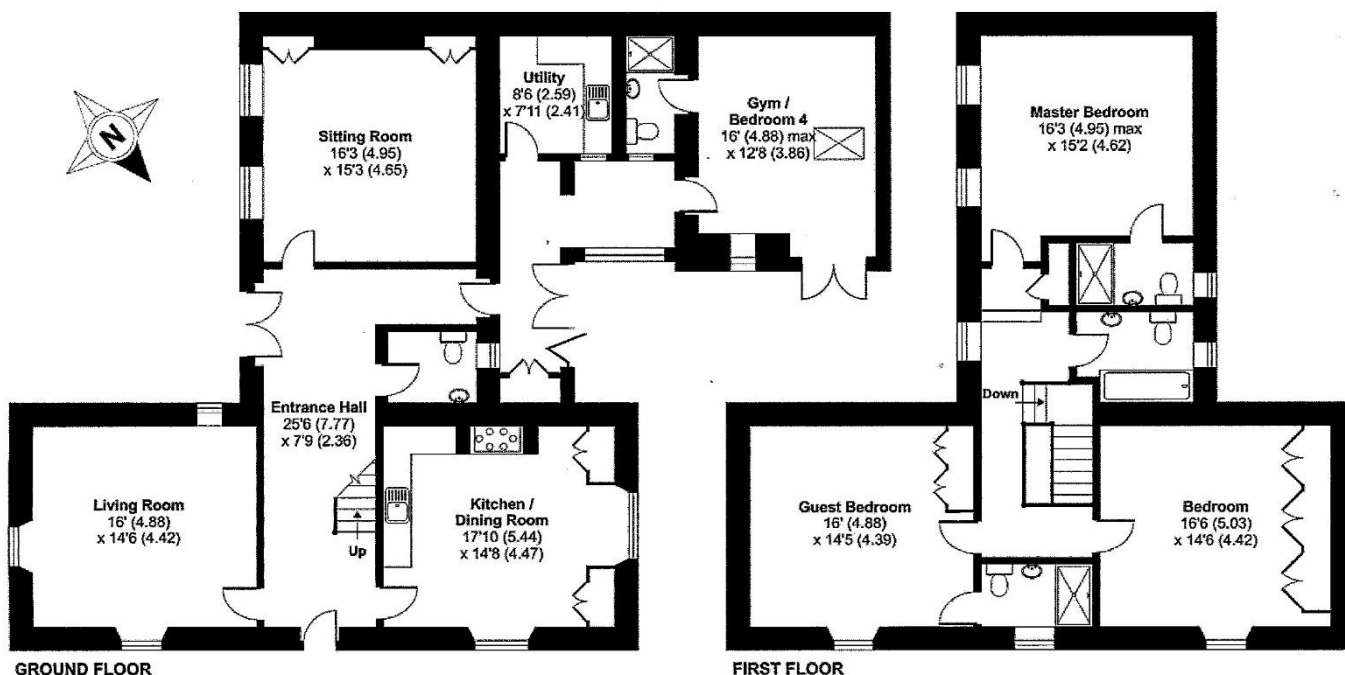 N
Sitting Room
16'3 (4.95)
x 15'3 (4.65)
Utility
8'6 (2.59)
x 7'11 (2.41)
Gym /
Bedroom 4
16' (4.88) max
x 12'8 (3.86)
Entrance Hall
25'6 (7.77)
x 7'9 (2.36)
Living Room
16' (4.88)
x 14'6 (4.42)
Up
Kitchen /
Dining Room
17'10 (5.44)
x 14'8 (4.47)
GROUND FLOOR
Master Bedroom
16'3 (4.95) max
x 15'2 (4.62)
Down
Guest Bedroom
16' (4.88)
x 14'5 (4.39)
Bedroom
16'6 (5.03)
x 14'6 (4.42)
FIRST FLOOR